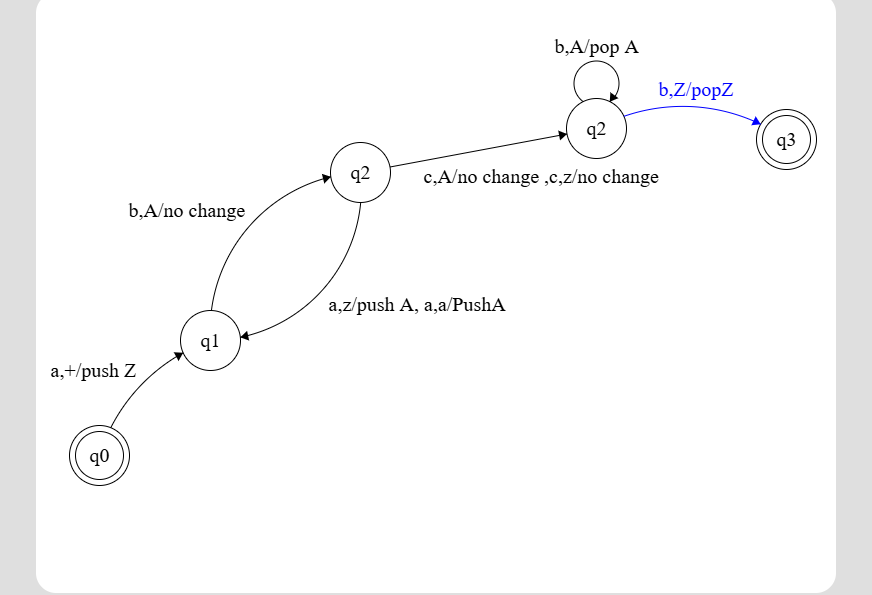 b,A/pop A
b,Z/popZ
q2
q3
q2
c,A/no change ,c,z/no change
b,A/no change
a,z/push A, a,a/PushA
q1
a,+/push Z
q0